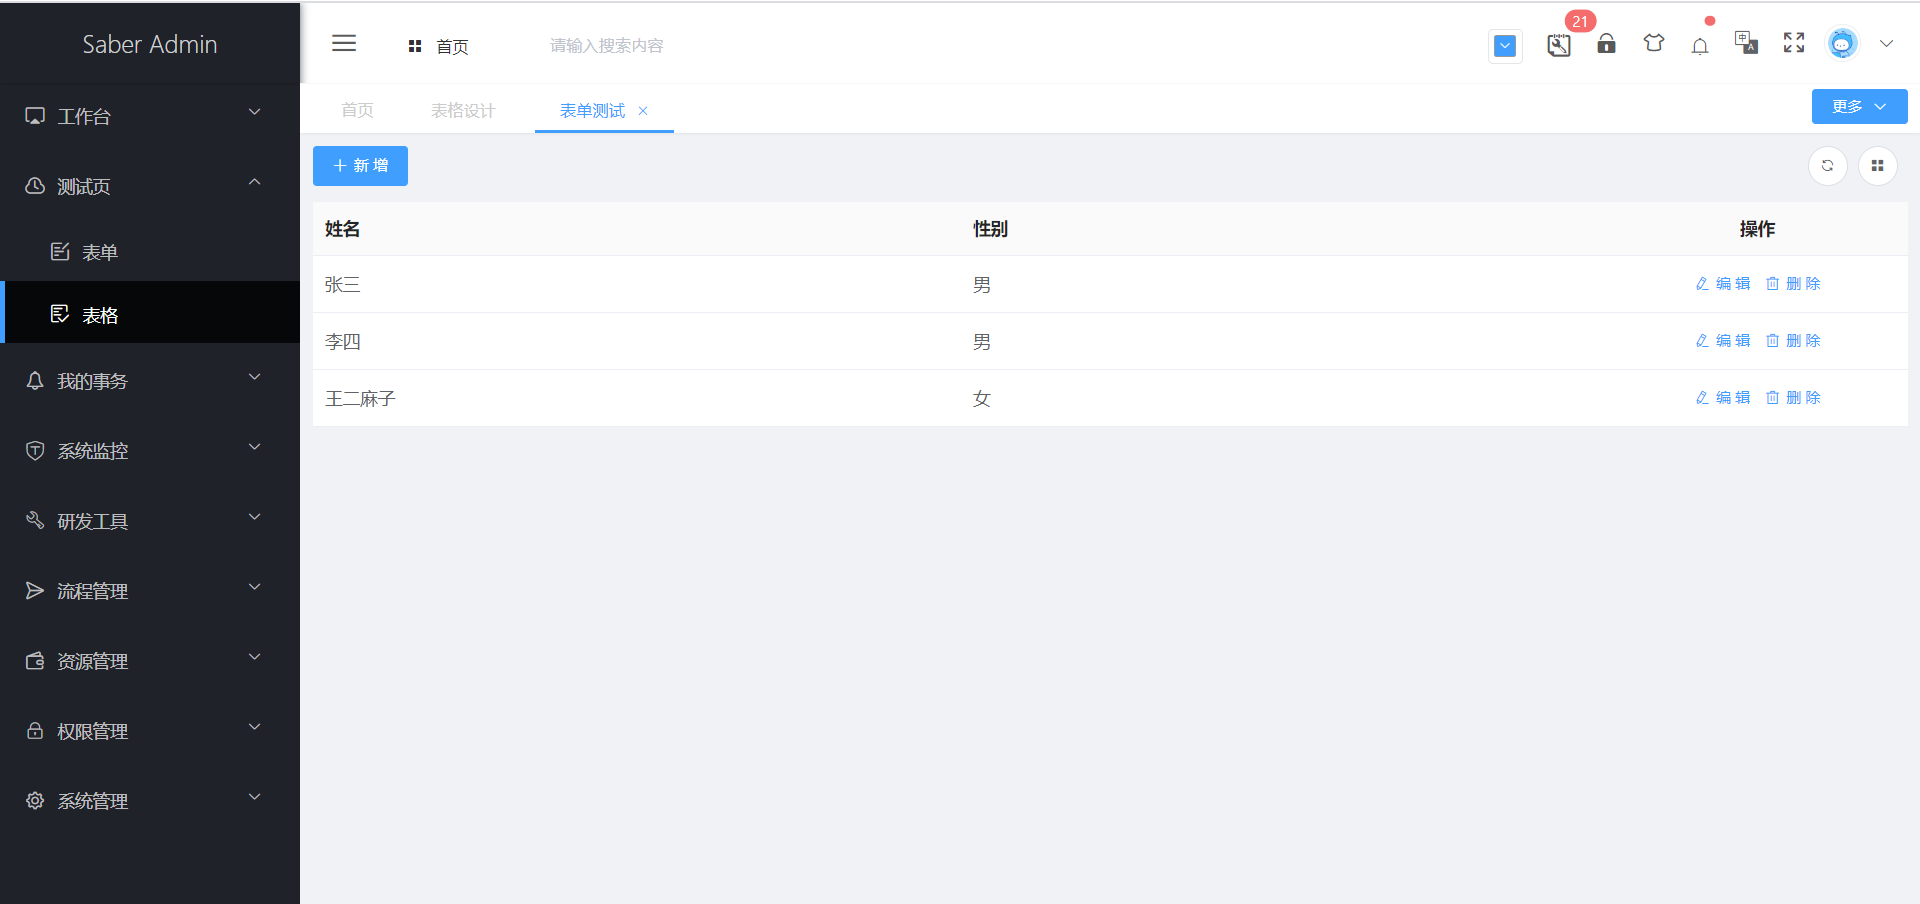 Saber Admin
首页
请输入搜索内容
21
中
A
工作台
测试页
表单
表格
我的事务
系统监控
研发工具
流程管理
资源管理
权限管理
系统管理
首页 表格设计 表单测试
更多
新 增
姓名 性别 操作
张三 男 编 辑 删 除
李四 男 编 辑 删 除
王二麻子 女 编 辑 删 除